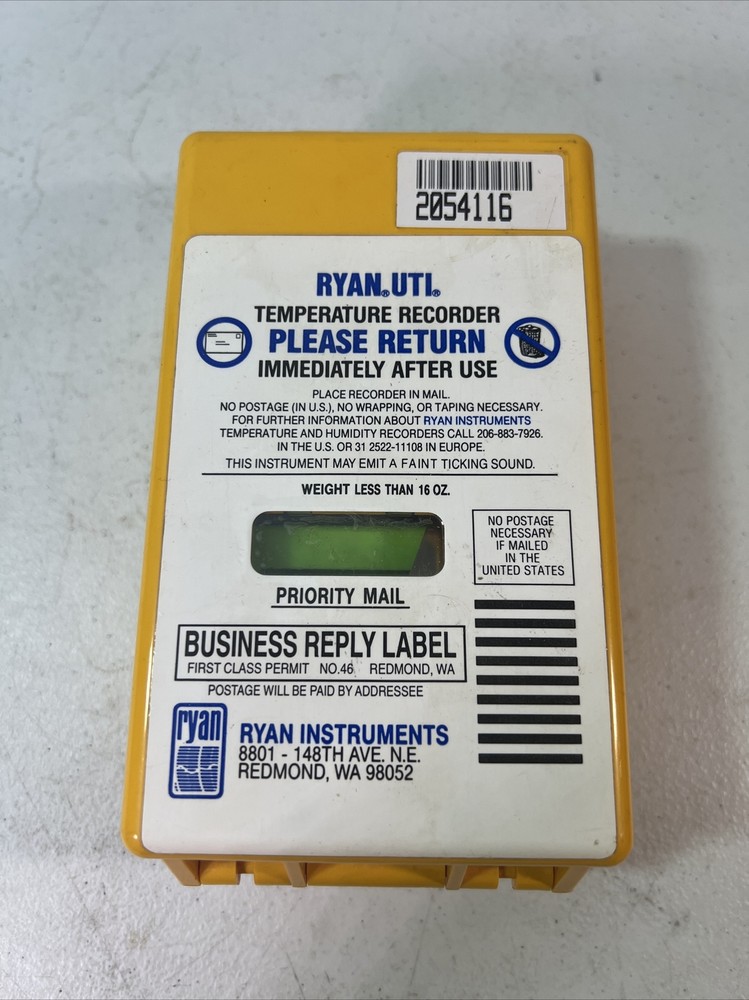 2054116
RYAN® UTI®
TEMPERATURE RECORDER
PLEASE RETURN
IMMEDIATELY AFTER USE
PLACE RECORDER IN MAIL.
NO POSTAGE (IN U.S.), NO WRAPPING, OR TAPING NECESSARY.
FOR FURTHER INFORMATION ABOUT RYAN INSTRUMENTS
TEMPERATURE AND HUMIDITY RECORDERS CALL 206-883-7926.
IN THE U.S. OR 31 2522-11108 IN EUROPE.
THIS INSTRUMENT MAY EMIT A FAINT TICKING SOUND.
WEIGHT LESS THAN 16 OZ.
NO POSTAGE
NECESSARY
IF MAILED
IN THE
UNITED STATES
PRIORITY MAIL
BUSINESS REPLY LABEL
FIRST CLASS PERMIT NO.46 REDMOND, WA
POSTAGE WILL BE PAID BY ADDRESSEE
ryan
RYAN INSTRUMENTS
8801 - 148TH AVE. N.E.
REDMOND, WA 98052